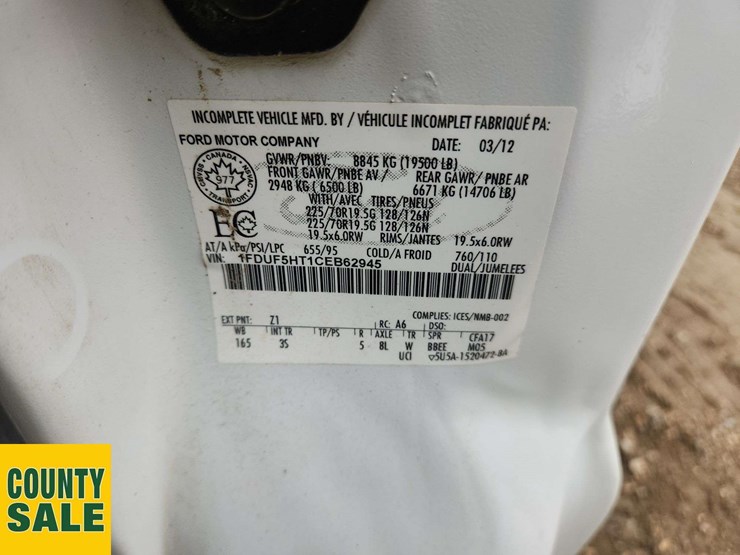 INCOMPLETE VEHICLE MFD. BY / VÉHICULE INCOMPLET FABRIQUÉ PA:
FORD MOTOR COMPANY DATE: 03/12
GVWR/PNBV: 8845 KG (19500 LB)
FRONT GAWR/PNBE AV / REAR GAWR/ PNBE AR
2948 KG ( 6500 LB) 6671 KG (14706 LB)
WITH/AVEC TIRES/PNEUS
225/70R19.5G 128/126N
225/70R19.5G 128/126N
19.5x6.0RW RIMS/JANTES 19.5x6.0RW
AT/A kPa/PSI/LPC 655/95 COLD/A FROID 760/110
VIN: 1FDUF5HT1CEB62945 DUAL/JUMELEES
CANADA
977
TRANSPORT
EC
COMPLIES: ICES/NMB-002
EXT PNT: Z1 RC: A6 DSO:
WB INT TR TP/PS R AXLE TR SPR CFA17
165 3S 5 8L W BBEE M05
UCI ▽5U5A-1520472-BA
COUNTY
SALE